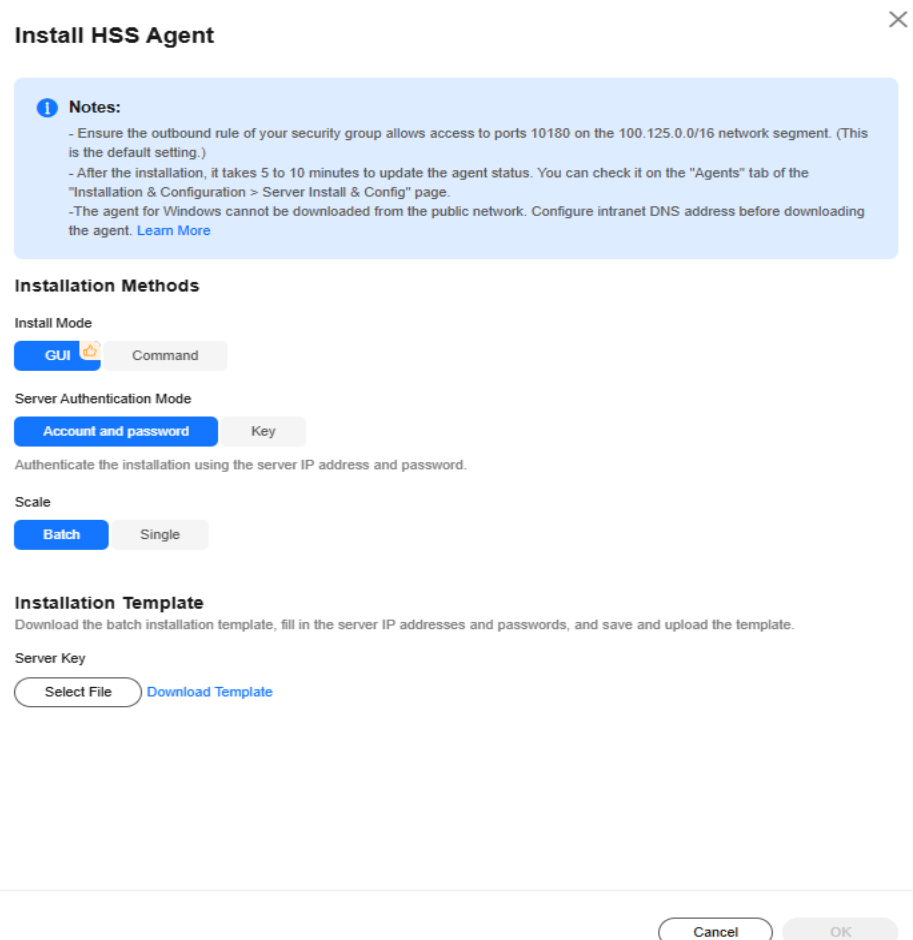 Install HSS Agent
Notes:
- Ensure the outbound rule of your security group allows access to ports 10180 on the 100.125.0.0/16 network segment. (This
is the default setting.)
- After the installation, it takes 5 to 10 minutes to update the agent status. You can check it on the "Agents" tab of the
"Installation & Configuration > Server Install & Config" page.
-The agent for Windows cannot be downloaded from the public network. Configure intranet DNS address before downloading
the agent. Learn More
Installation Methods
Install Mode
GUI Command
Server Authentication Mode
Account and password Key
Authenticate the installation using the server IP address and password.
Scale
Batch Single
Installation Template
Download the batch installation template, fill in the server IP addresses and passwords, and save and upload the template.
Server Key
Select File Download Template
Cancel OK